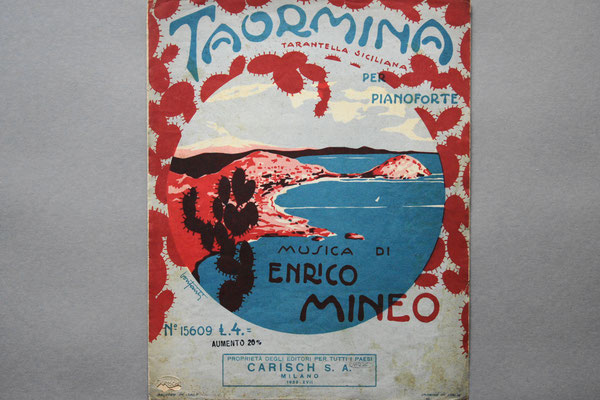 TAORMINA
TARANTELLA SICILIANA
PER
PIANOFORTE
MUSICA DI
ENRICO
MINEO
Nº 15609 L.4.=
AUMENTO 20%
PROPRIETÀ DEGLI EDITORI PER TUTTI I PAESI
CARISCH S. A.
MILANO